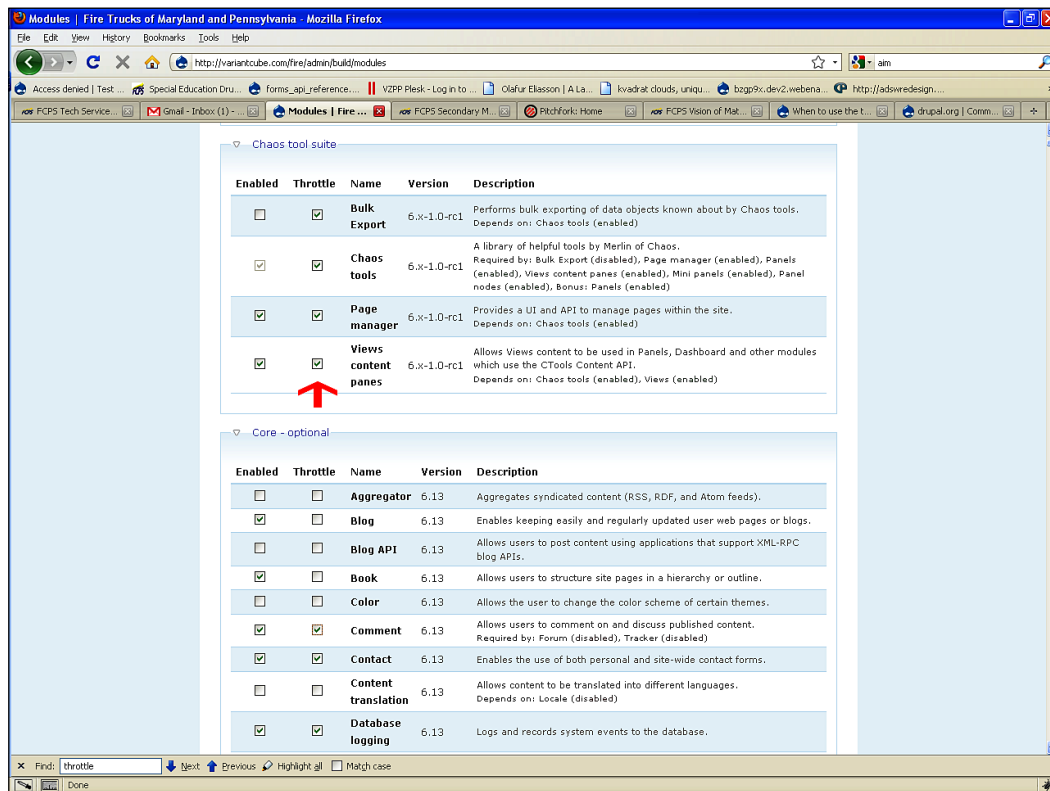 Modules | Fire Trucks of Maryland and Pennsylvania - Mozilla Firefox
File Edit View History Bookmarks Tools Help
http://variantcube.com/fire/admin/build/modules aim
Access denied | Test ... Special Education Dru... forms_api_reference.... VZPP Plesk - Log in to ... Olafur Eliasson | A La... kvadrat clouds, uniqu... bzgp9x.dev2.webena... http://adswredesign....
FCPS Tech Service... Gmail - Inbox (1) - ... Modules | Fire ... FCPS Secondary M... Pitchfork: Home FCPS Vision of Mat... When to use the t... drupal.org | Comm...
Chaos tool suite
Enabled Throttle Name Version Description
Bulk Export 6.x-1.0-rc1 Performs bulk exporting of data objects known about by Chaos tools.
Depends on: Chaos tools (enabled)
Chaos tools 6.x-1.0-rc1 A library of helpful tools by Merlin of Chaos.
Required by: Bulk Export (disabled), Page manager (enabled), Panels
(enabled), Views content panes (enabled), Mini panels (enabled), Panel
nodes (enabled), Bonus: Panels (enabled)
Page manager 6.x-1.0-rc1 Provides a UI and API to manage pages within the site.
Depends on: Chaos tools (enabled)
Views content panes 6.x-1.0-rc1 Allows Views content to be used in Panels, Dashboard and other modules
which use the CTools Content API.
Depends on: Chaos tools (enabled), Views (enabled)
Core - optional
Enabled Throttle Name Version Description
Aggregator 6.13 Aggregates syndicated content (RSS, RDF, and Atom feeds).
Blog 6.13 Enables keeping easily and regularly updated user web pages or blogs.
Blog API 6.13 Allows users to post content using applications that support XML-RPC
blog APIs.
Book 6.13 Allows users to structure site pages in a hierarchy or outline.
Color 6.13 Allows the user to change the color scheme of certain themes.
Comment 6.13 Allows users to comment on and discuss published content.
Required by: Forum (disabled), Tracker (disabled)
Contact 6.13 Enables the use of both personal and site-wide contact forms.
Content translation 6.13 Allows content to be translated into different languages.
Depends on: Locale (disabled)
Database logging 6.13 Logs and records system events to the database.
Find: throttle Next Previous Highlight all Match case
Done